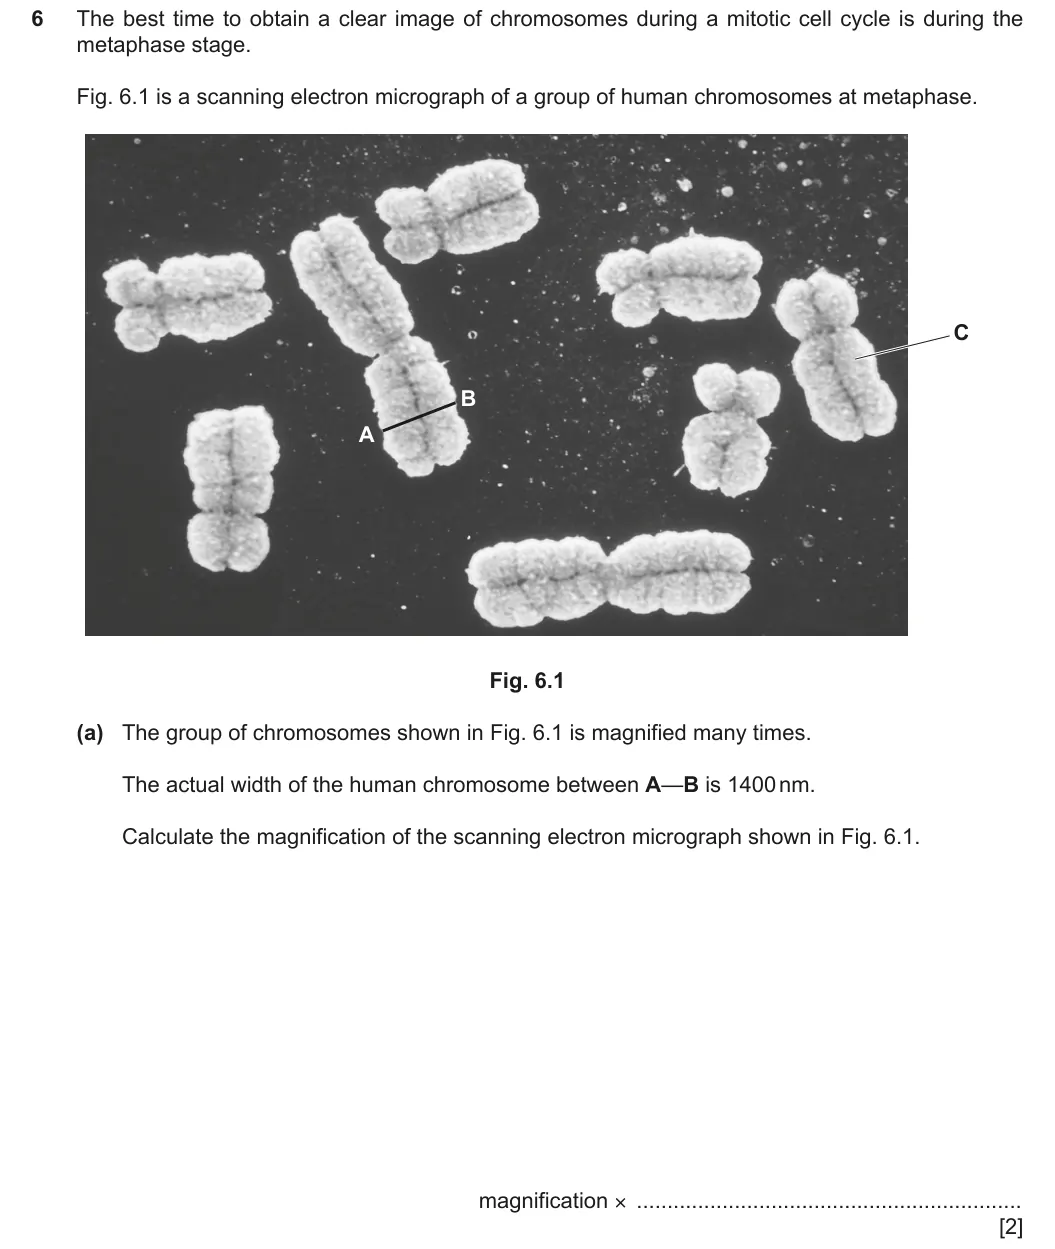 6 The best time to obtain a clear image of chromosomes during a mitotic cell cycle is during the
metaphase stage.
Fig. 6.1 is a scanning electron micrograph of a group of human chromosomes at metaphase.
C
B
A
Fig. 6.1
(a) The group of chromosomes shown in Fig. 6.1 is magnified many times.
The actual width of the human chromosome between A—B is 1400 nm.
Calculate the magnification of the scanning electron micrograph shown in Fig. 6.1.
magnification × ...............................................................
[2]